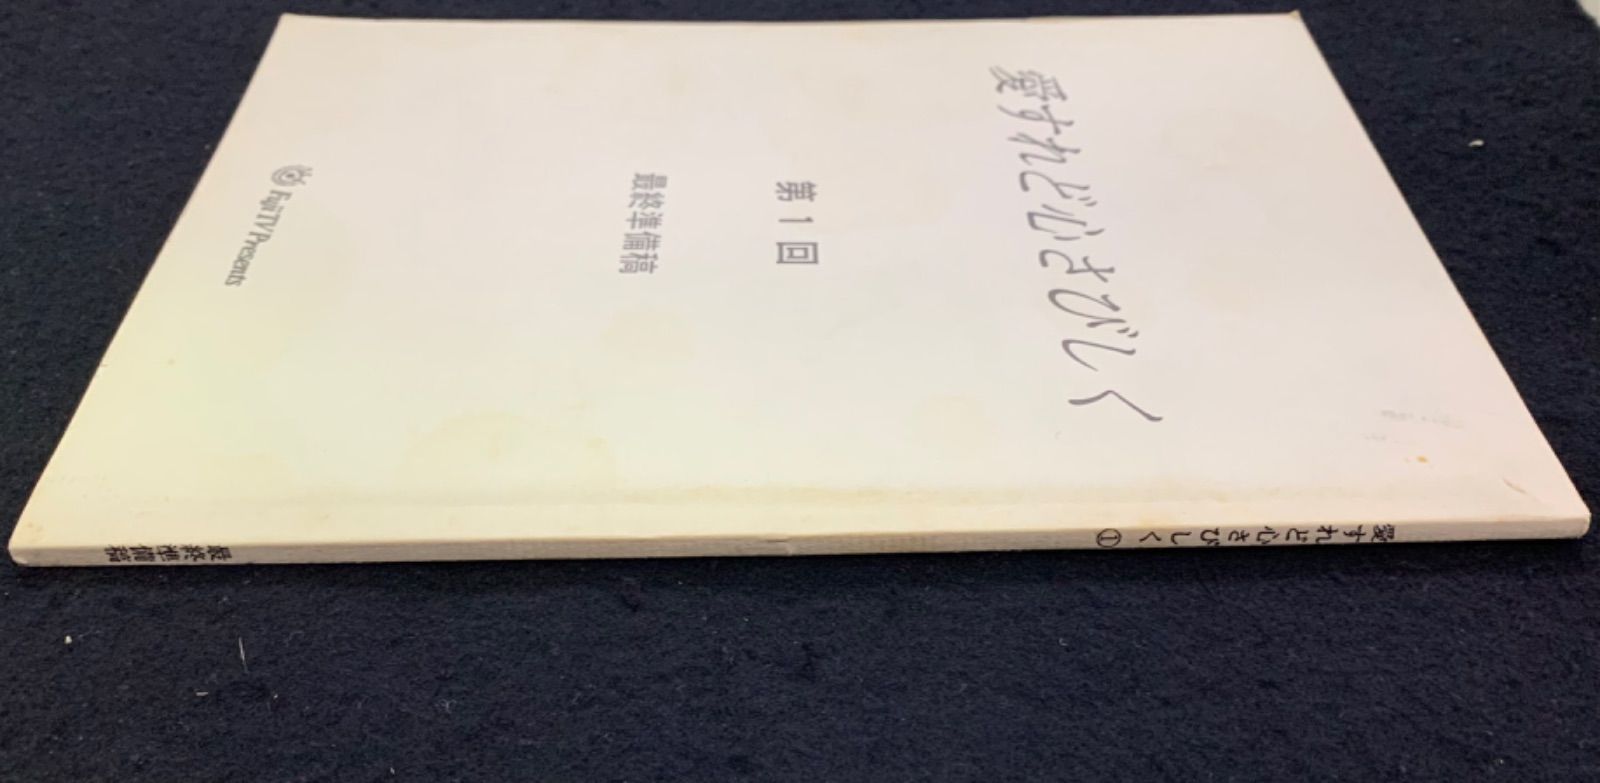 愛すれど心さびしく
第1回
最終準備稿
Fuji TV Presents
愛すれど心さびしく ①
最終準備稿